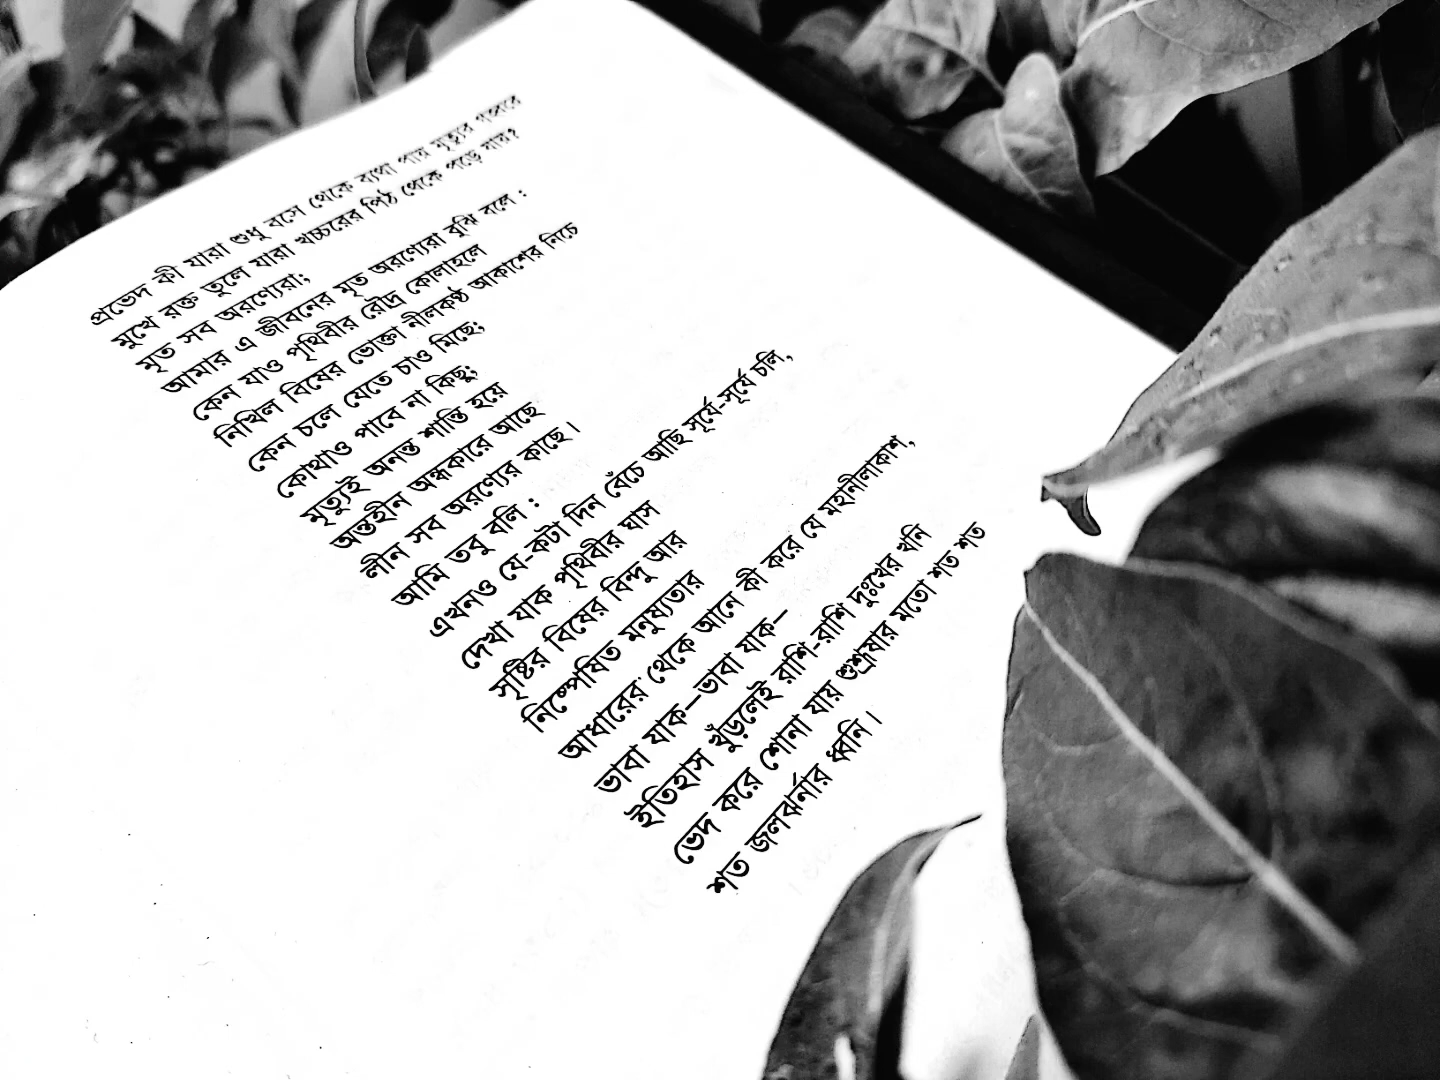 প্রভেদ কী যারা শুধু বসে থেকে ব্যথা পায় মৃত্যুর গহ্বরে
মুখে রক্ত তুলে যারা খচ্চরের পিঠ থেকে পড়ে যায়?
মৃত সব অরণ্যেরা;
আমার এ জীবনের মৃত অরণ্যেরা বুঝি বলে :
কেন যাও পৃথিবীর রৌদ্র কোলাহলে
নিখিল বিষের ভোক্তা নীলকণ্ঠ আকাশের নিচে
কেন চলে যেতে চাও মিছে;
কোথাও পাবে না কিছু;
মৃত্যুই অনন্ত শান্তি হয়ে
অন্তহীন অন্ধকারে আছে
লীন সব অরণ্যের কাছে।
আমি তবু বলি :
এখনও যে-কটা দিন বেঁচে আছি সূর্যে-সূর্যে চলি,
দেখা যাক পৃথিবীর ঘাস
সৃষ্টির বিষের বিন্দু আর
নিষ্পেষিত মনুষ্যতার
আধারের থেকে আনে কী করে যে মহানীলাকাশ,
ভাবা যাক—ভাবা যাক—
ইতিহাস খুঁড়লেই রাশি-রাশি দুঃখের খনি
ভেদ করে শোনা যায় শুশ্রূষার মতো শত শত
শত জলঝর্নার ধ্বনি।